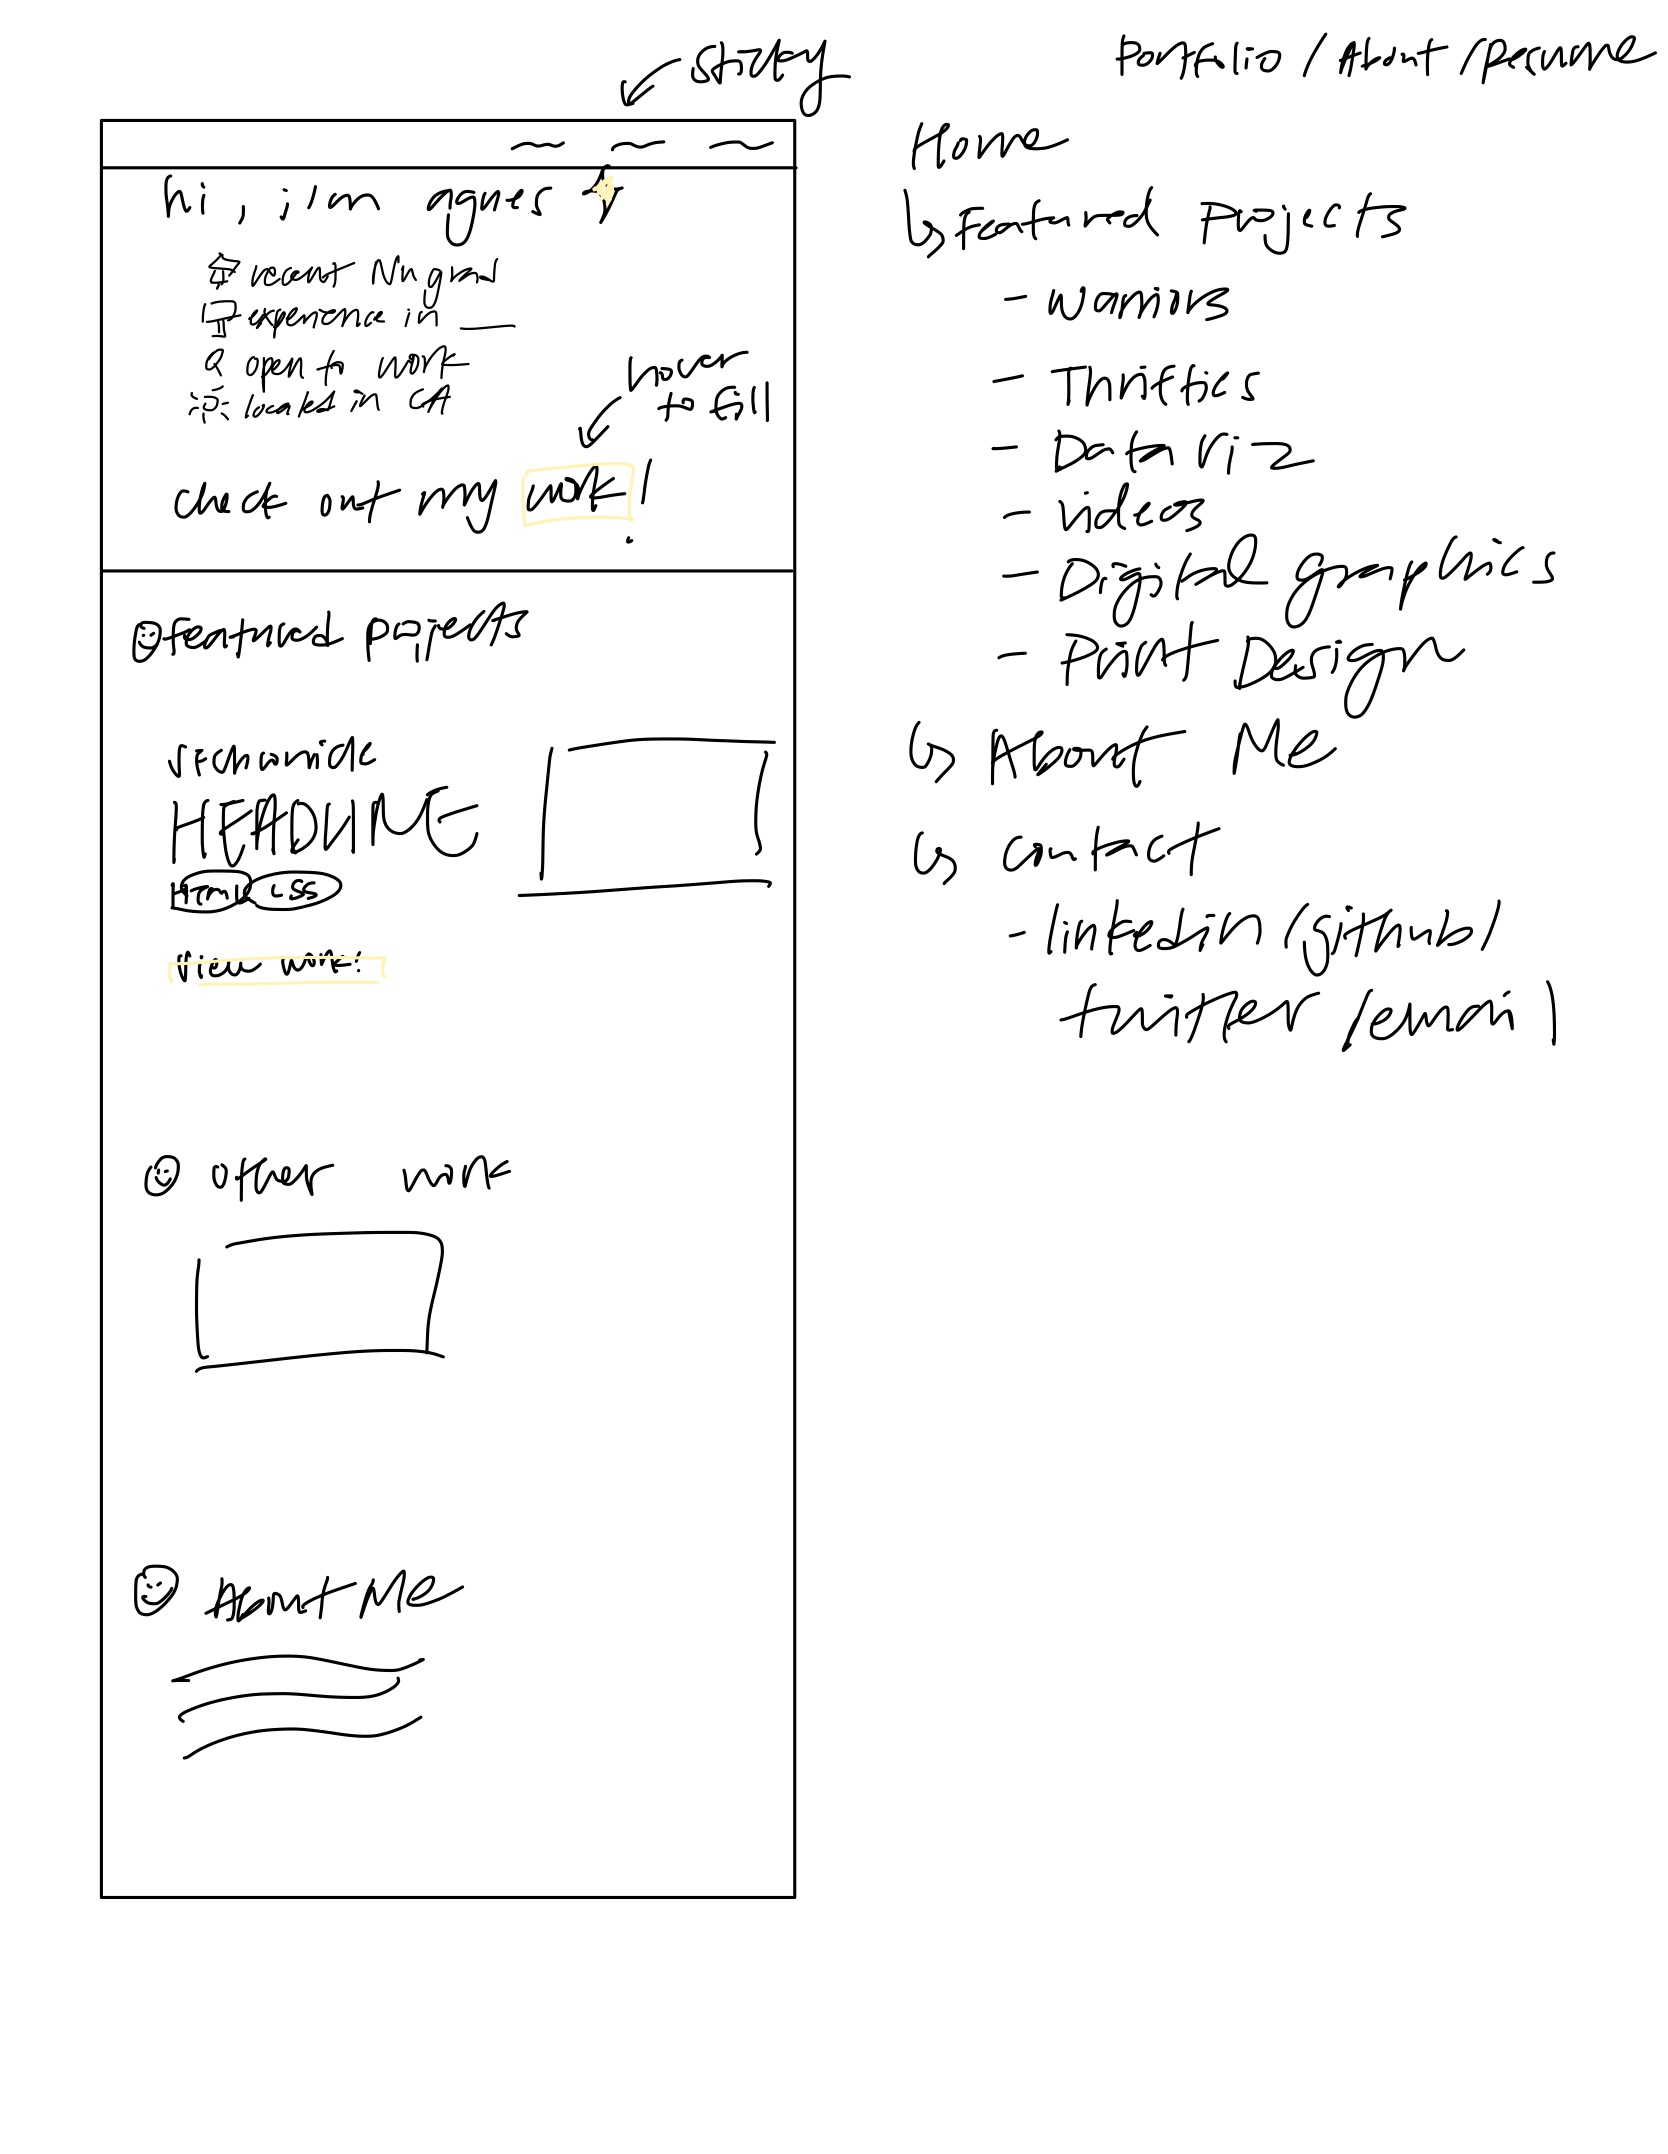 sticky
hi, i'm agnes
recent NU grad
experience in ___
open to work
located in CA
hover
to fill
check out my work!
featured projects
SFChronicle
HEADLINE
HTML CSS
View work!
other work
About Me
Portfolio / About / Resume
Home
↳ Featured Projects
- Warriors
- Thrifties
- Data Viz
- Videos
- Digital graphics
- Print Design
↳ About Me
↳ Contact
- linkedin / github /
twitter / email